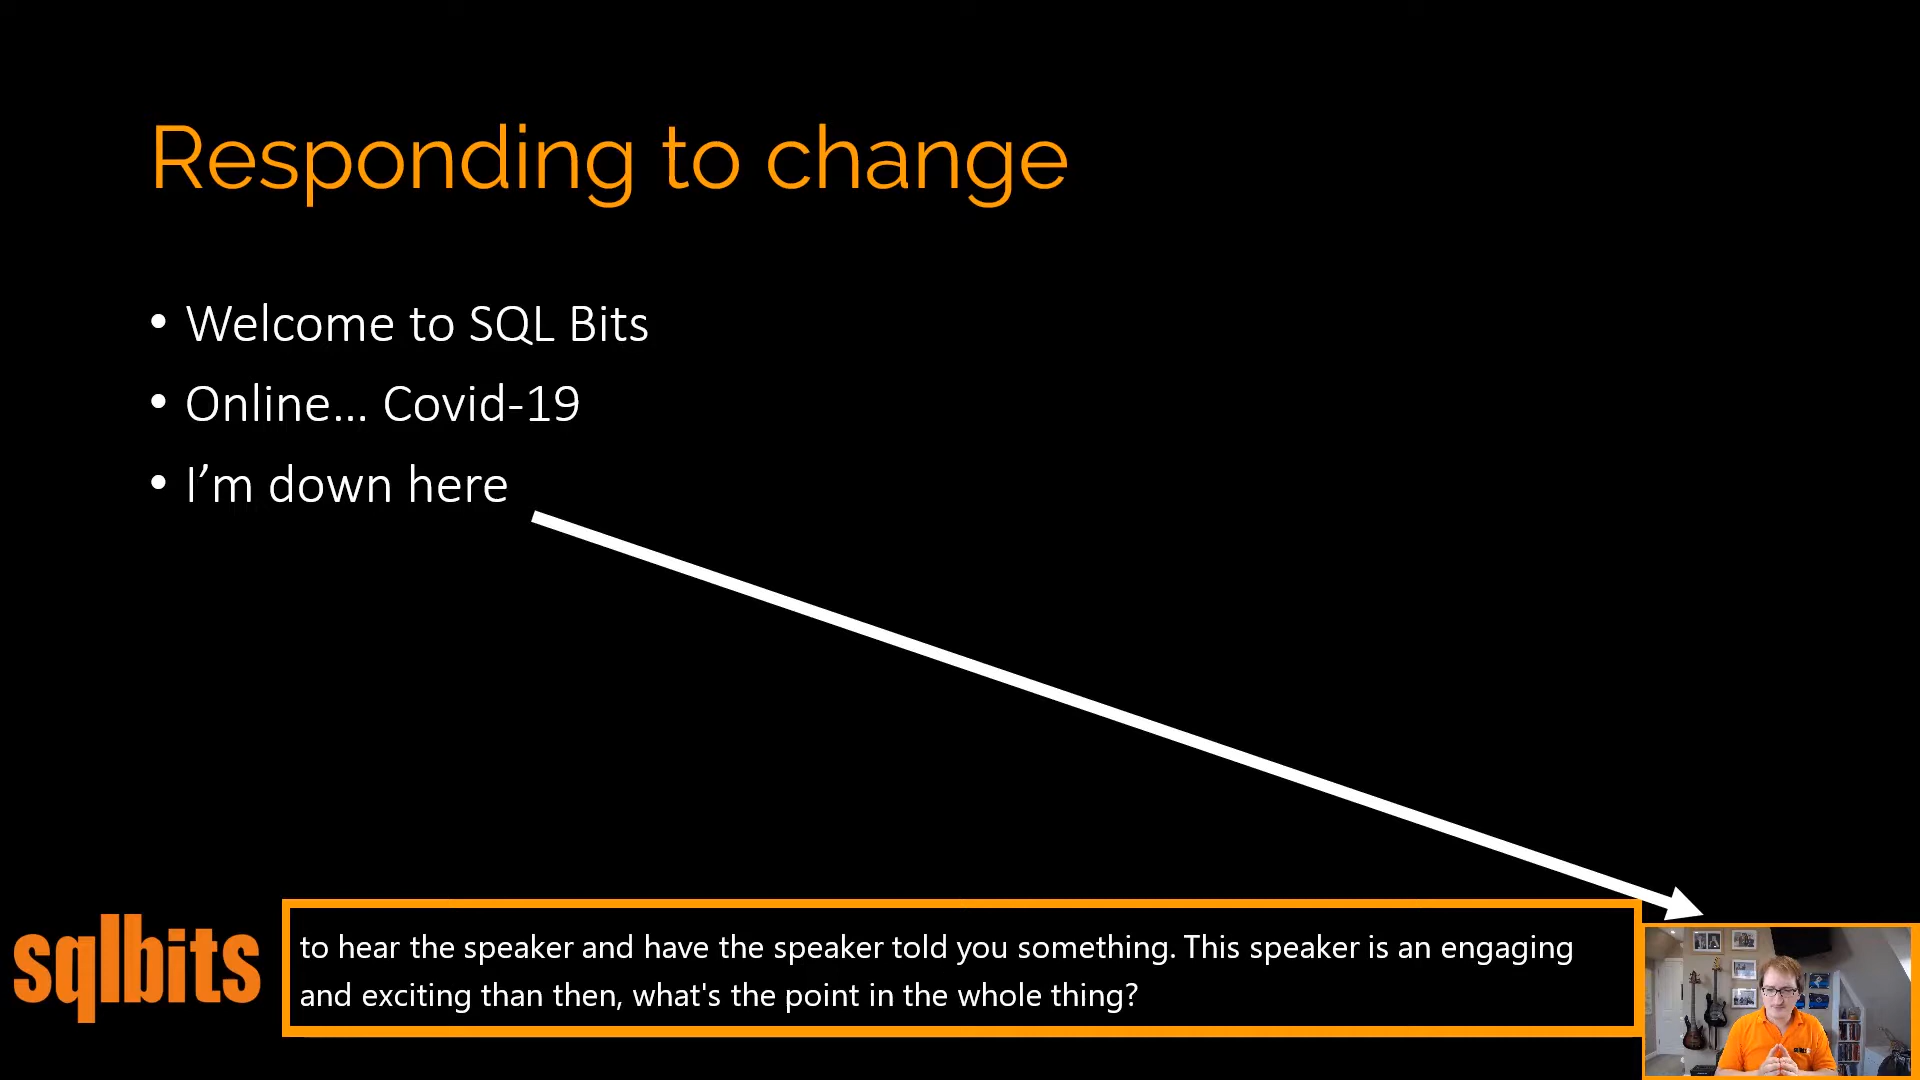 Responding to change
• Welcome to SQL Bits
• Online... Covid-19
• I’m down here
sqlbits
to hear the speaker and have the speaker told you something. This speaker is an engaging
and exciting than then, what's the point in the whole thing?